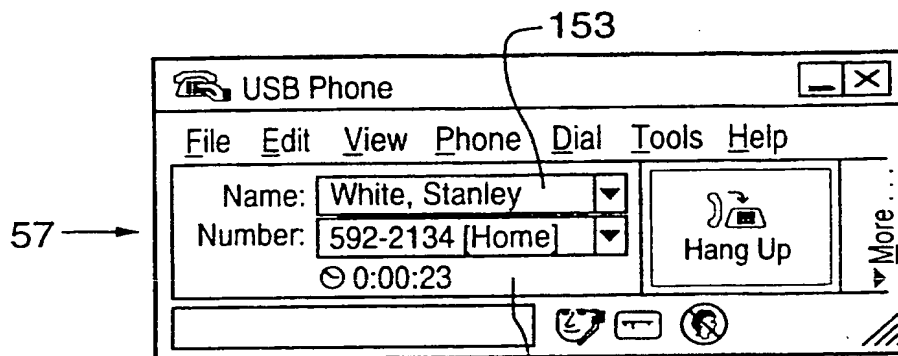 153
USB Phone
File Edit View Phone Dial Tools Help
Name: White, Stanley
Number: 592-2134 [Home]
0:00:23
Hang Up
More ...
57